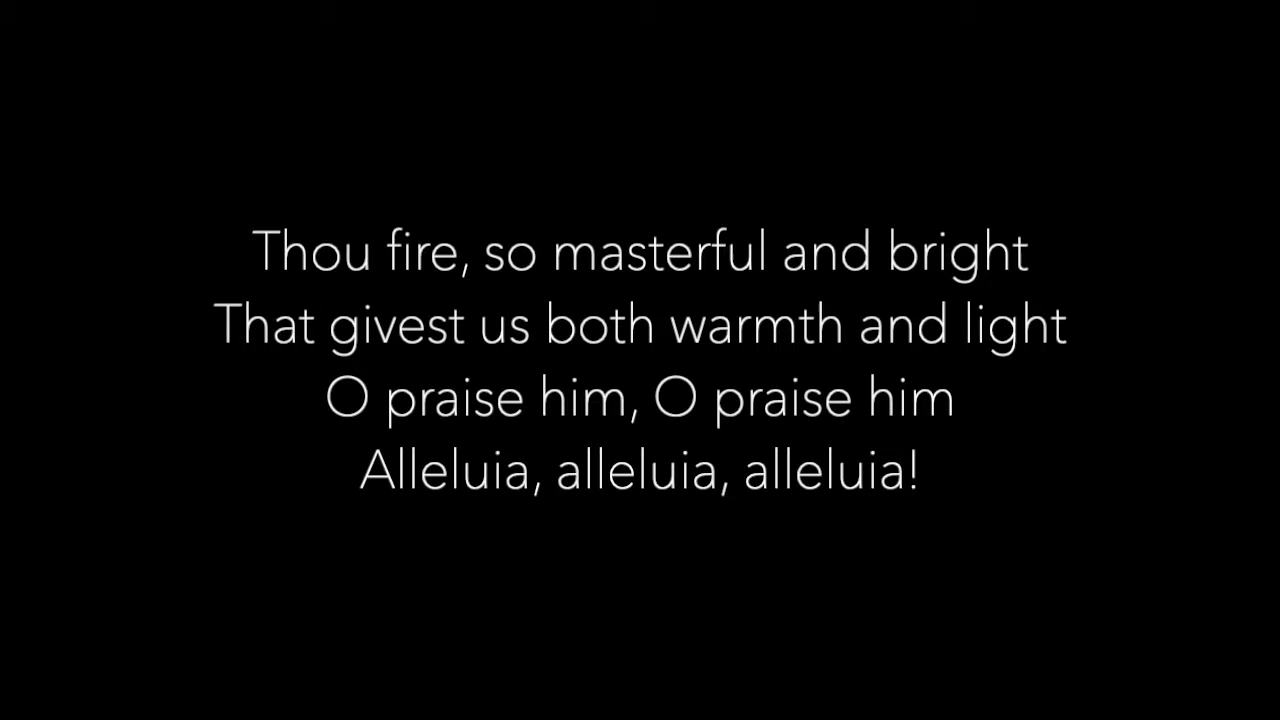 Thou fire, so masterful and bright
That givest us both warmth and light
O praise him, O praise him
Alleluia, alleluia, alleluia!